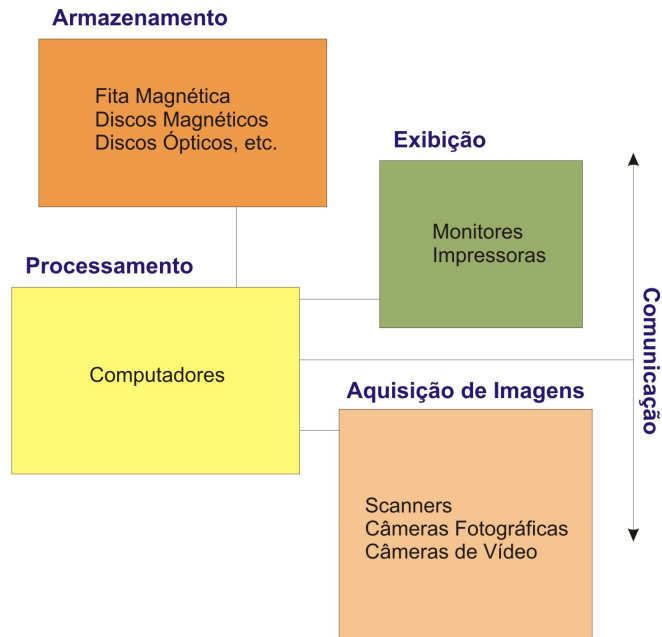 Armazenamento
Fita Magnética
Discos Magnéticos
Discos Ópticos, etc.
Exibição
Monitores
Impressoras
Processamento
Computadores
Comunicação
Aquisição de Imagens
Scanners
Câmeras Fotográficas
Câmeras de Vídeo